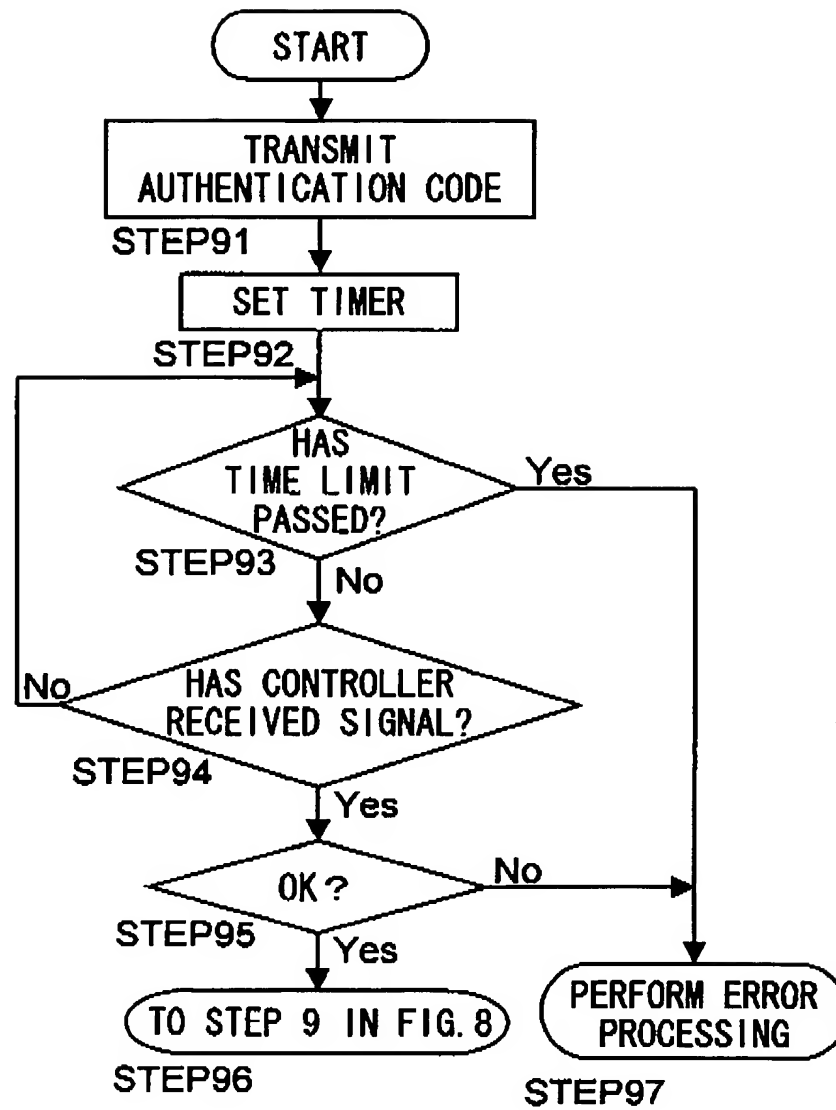 START
TRANSMIT
AUTHENTICATION CODE
STEP91
SET TIMER
STEP92
HAS
TIME LIMIT
PASSED?
Yes
STEP93
No
HAS CONTROLLER
RECEIVED SIGNAL?
No
STEP94
Yes
OK?
No
STEP95
Yes
TO STEP 9 IN FIG.8
STEP96
PERFORM ERROR
PROCESSING
STEP97